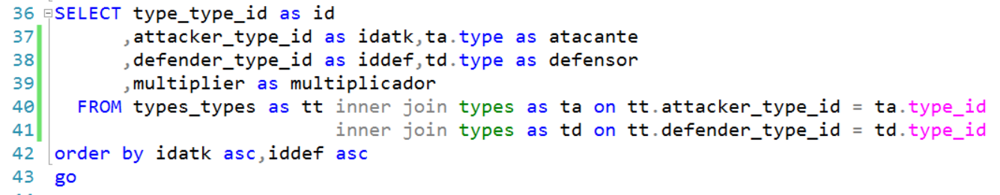 36 SELECT type_type_id as id
37 ,attacker_type_id as idatk,ta.type as atacante
38 ,defender_type_id as iddef,td.type as defensor
39 ,multiplier as multiplicador
40 FROM types_types as tt inner join types as ta on tt.attacker_type_id = ta.type_id
41 inner join types as td on tt.defender_type_id = td.type_id
42 order by idatk asc,iddef asc
43 go